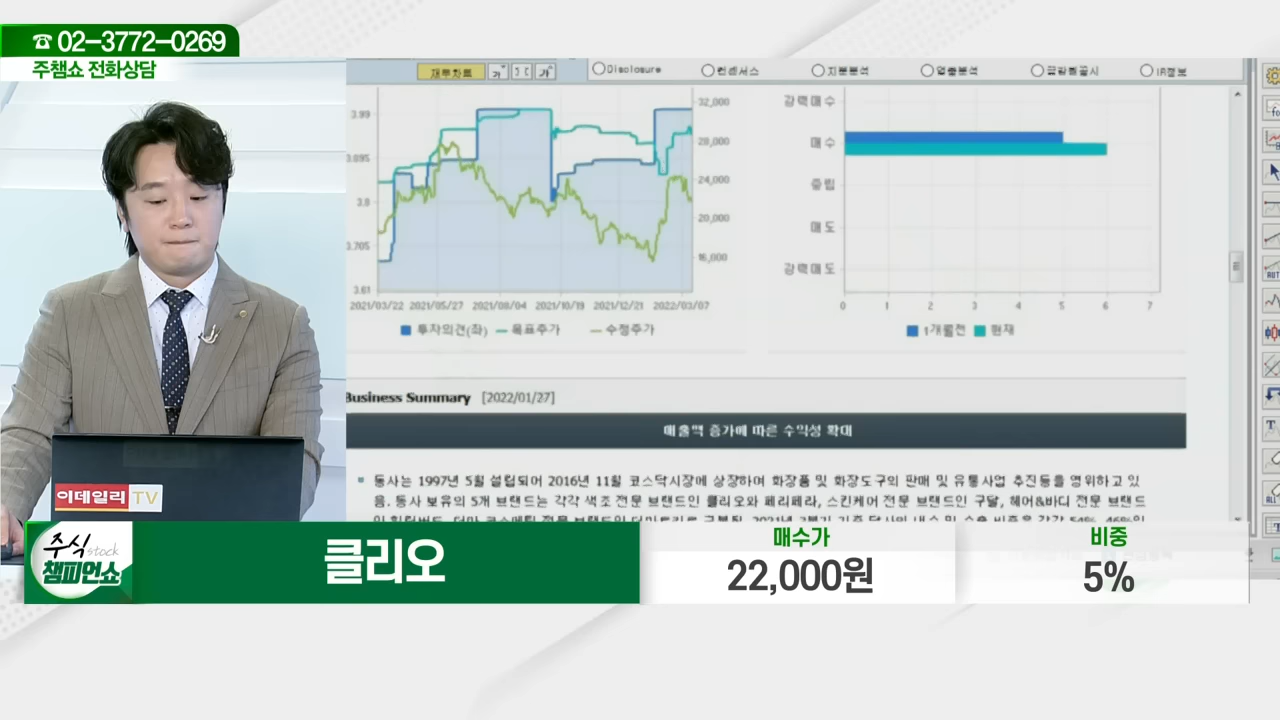 ☎ 02-3772-0269
주챔쇼 전화상담
재무차트
Disclosure
컨센서스
지분분석
업종분석
금감원공시
IR정보
3.99
3.895
3.8
3.705
3.61
32,000
28,000
24,000
20,000
16,000
2021/03/22 2021/05/27 2021/08/04 2021/10/19 2021/12/21 2022/03/07
투자의견(좌) 목표주가 수정주가
강력매수
매수
중립
매도
강력매도
0 1 2 3 4 5 6 7
1개월전 현재
Business Summary [2022/01/27]
매출액 증가에 따른 수익성 확대
동사는 1997년 5월 설립되어 2016년 11월 코스닥시장에 상장하여 화장품 및 화장도구의 판매 및 유통사업 추진등을 영위하고 있
음. 동사 보유의 5개 브랜드는 각각 색조 전문 브랜드인 클리오와 페리페라, 스킨케어 전문 브랜드인 구달, 헤어&바디 전문 브랜드
이데일리 TV
주식 stock
챔피언쇼
클리오
매수가
22,000원
비중
5%